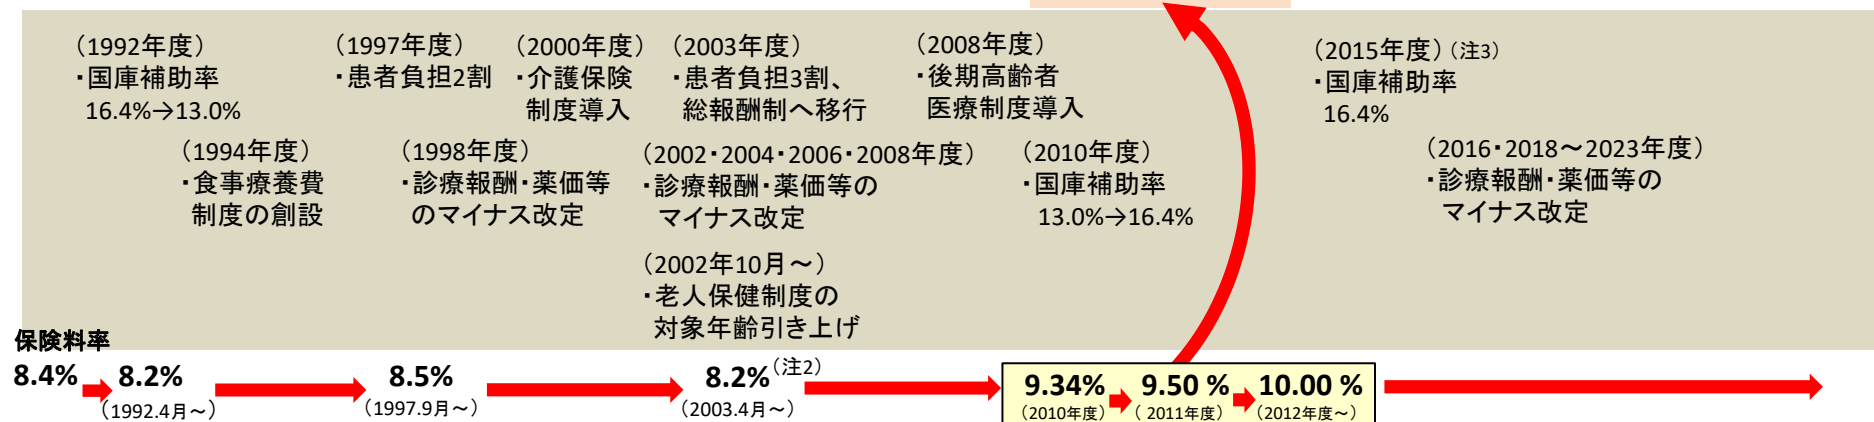 （1992年度）
・国庫補助率
16.4%→13.0%
（1997年度）
・患者負担2割
（2000年度）
・介護保険
制度導入
（2003年度）
・患者負担3割、
総報酬制へ移行
（2008年度）
・後期高齢者
医療制度導入
（2015年度）（注3）
・国庫補助率
16.4%
（1994年度）
・食事療養費
制度の創設
（1998年度）
・診療報酬・薬価等
のマイナス改定
（2002・2004・2006・2008年度）
・診療報酬・薬価等の
マイナス改定
（2010年度）
・国庫補助率
13.0%→16.4%
（2016・2018～2023年度）
・診療報酬・薬価等の
マイナス改定
（2002年10月～）
・老人保健制度の
対象年齢引き上げ
保険料率
8.4%
8.2%
（1992.4月～）
8.5%
（1997.9月～）
8.2%（注2）
（2003.4月～）
9.34%
（2010年度）
9.50 %
（ 2011年度）
10.00 %
（2012年度～）